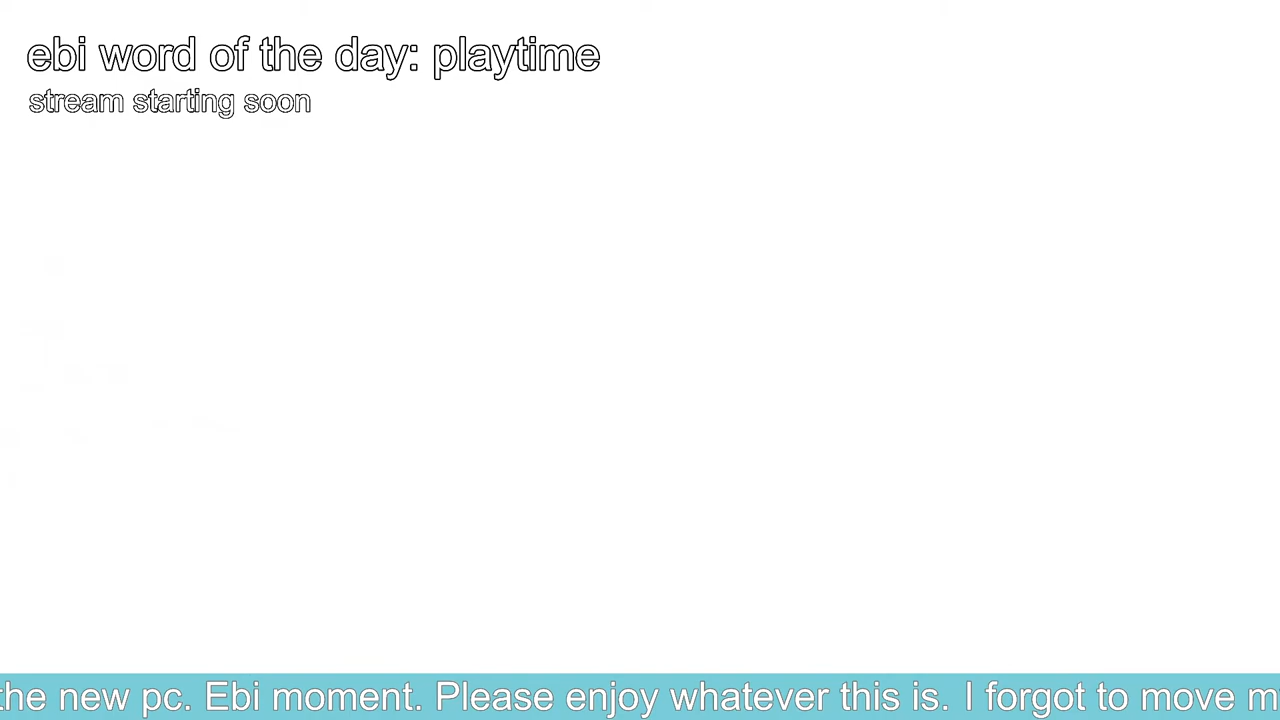 ebi word of the day: playtime
stream starting soon
the new pc. Ebi moment. Please enjoy whatever this is. I forgot to move m